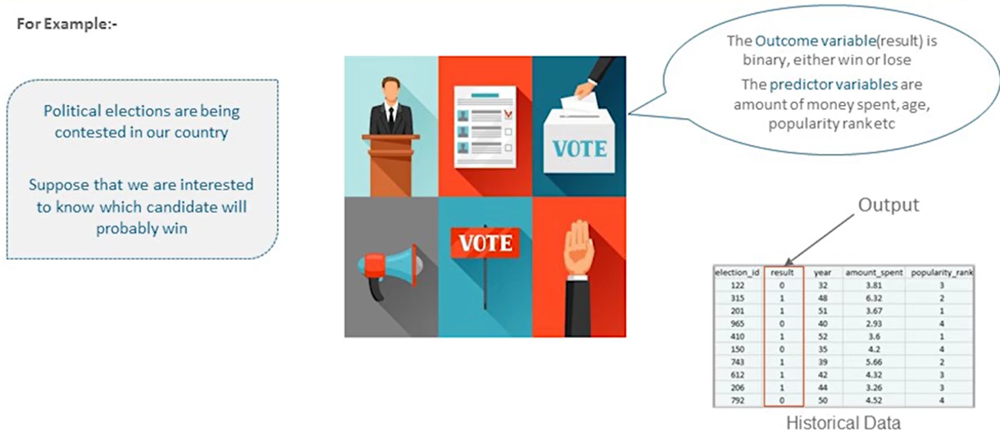 For Example:-
Political elections are being
contested in our country
Suppose that we are interested
to know which candidate will
probably win
VOTE
VOTE
The Outcome variable(result) is
binary, either win or lose
The predictor variables are
amount of money spent, age,
popularity rank etc
Output
election_id result year amount_spent popularity_rank
122 0 32 3.81 3
315 1 48 6.32 2
201 1 51 3.67 1
965 0 40 2.93 4
410 1 52 3.6 1
150 0 35 4.2 4
743 1 39 5.66 2
612 1 42 4.32 3
206 1 44 3.26 3
792 0 50 4.52 4
Historical Data